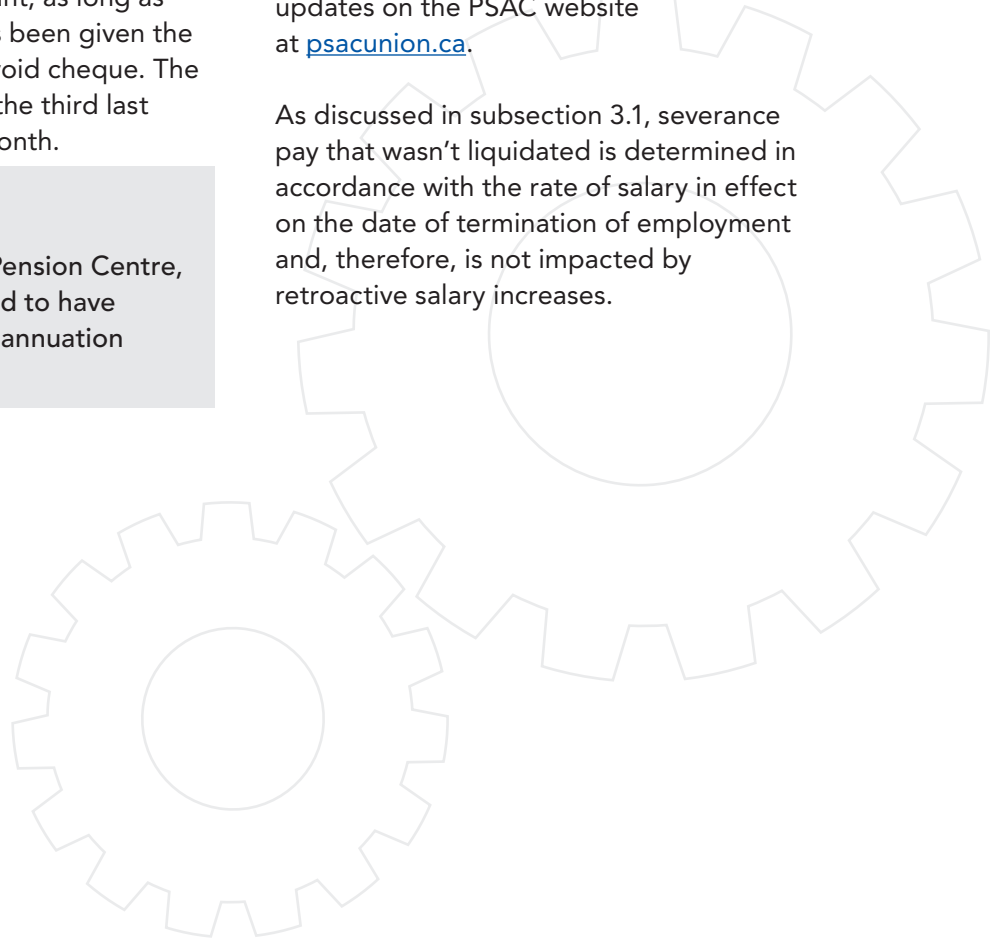 nt, as long as
been given the
oid cheque. The
the third last
onth.
Pension Centre,
d to have
annuation
updates on the PSAC website
at psacunion.ca.
As discussed in subsection 3.1, severance
pay that wasn't liquidated is determined in
accordance with the rate of salary in effect
on the date of termination of employment
and, therefore, is not impacted by
retroactive salary increases.